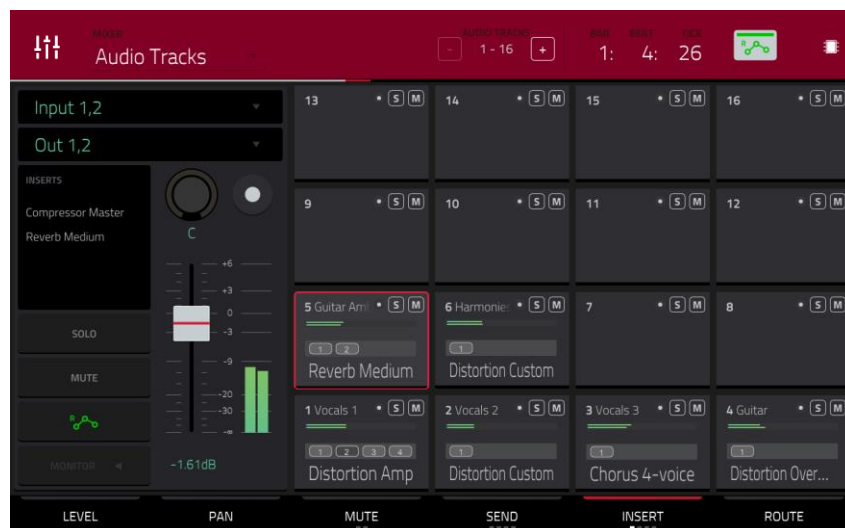 MIXER
Audio Tracks
AUDIO TRACKS
- 1 - 16 +
BAR BEAT TICK
1: 4: 26
R
Input 1,2
Out 1,2
INSERTS
Compressor Master
Reverb Medium
C
+6
+3
0
-3
-9
-20
-30
-∞
SOLO
MUTE
R
MONITOR
-1.61dB
13 S M
14 S M
15 S M
16 S M
9 S M
10 S M
11 S M
12 S M
5 Guitar Am S M
1 2
Reverb Medium
6 Harmonie S M
1
Distortion Custom
7 S M
8 S M
1 Vocals 1 S M
1 2 3 4
Distortion Amp
2 Vocals 2 S M
1
Distortion Custom
3 Vocals 3 S M
1
Chorus 4-voice
4 Guitar S M
1
Distortion Over...
LEVEL
PAN
MUTE
SEND
INSERT
ROUTE